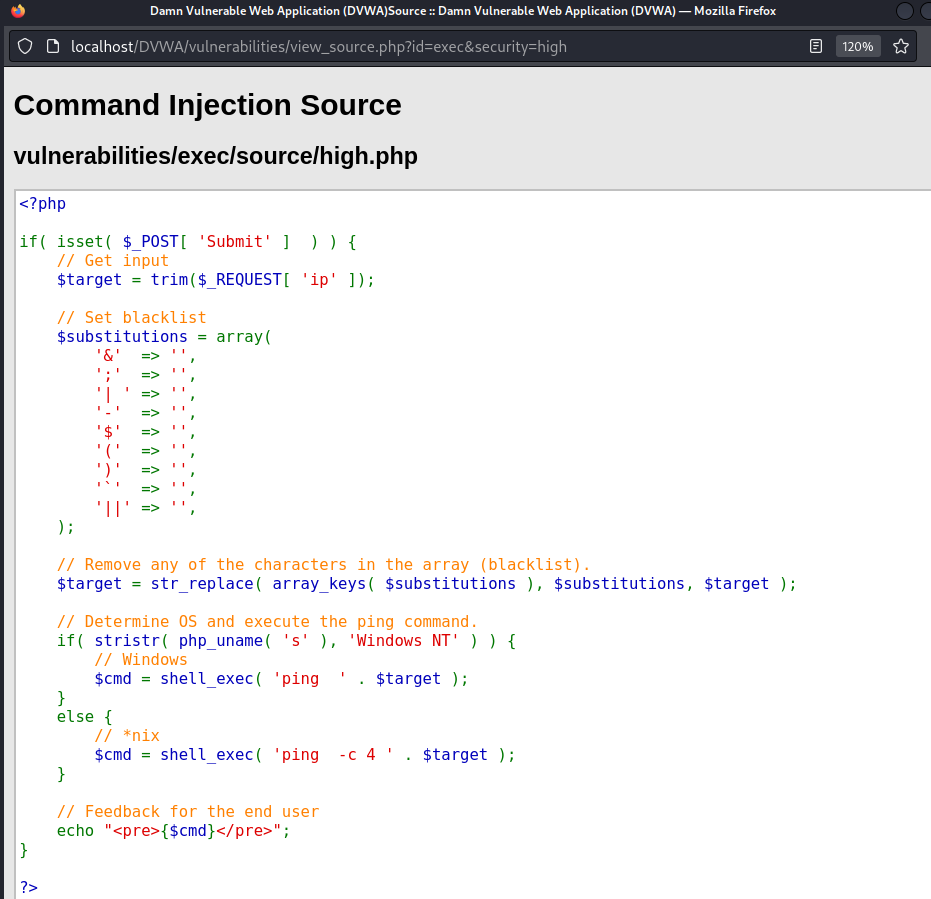 Damn Vulnerable Web Application (DVWA)Source :: Damn Vulnerable Web Application (DVWA) — Mozilla Firefox
localhost/DVWA/vulnerabilities/view_source.php?id=exec&security=high 120%
Command Injection Source
vulnerabilities/exec/source/high.php
<?php

if( isset( $_POST[ 'Submit' ]  ) ) {
    // Get input
    $target = trim($_REQUEST[ 'ip' ]);

    // Set blacklist
    $substitutions = array(
        '&'  => '',
        ';'  => '',
        '| ' => '',
        '-'  => '',
        '$'  => '',
        '('  => '',
        ')'  => '',
        '`'  => '',
        '||' => '',
    );

    // Remove any of the characters in the array (blacklist).
    $target = str_replace( array_keys( $substitutions ), $substitutions, $target );

    // Determine OS and execute the ping command.
    if( stristr( php_uname( 's' ), 'Windows NT' ) ) {
        // Windows
        $cmd = shell_exec( 'ping  ' . $target );
    }
    else {
        // *nix
        $cmd = shell_exec( 'ping  -c 4 ' . $target );
    }

    // Feedback for the end user
    echo "<pre>{$cmd}</pre>";
}

?>